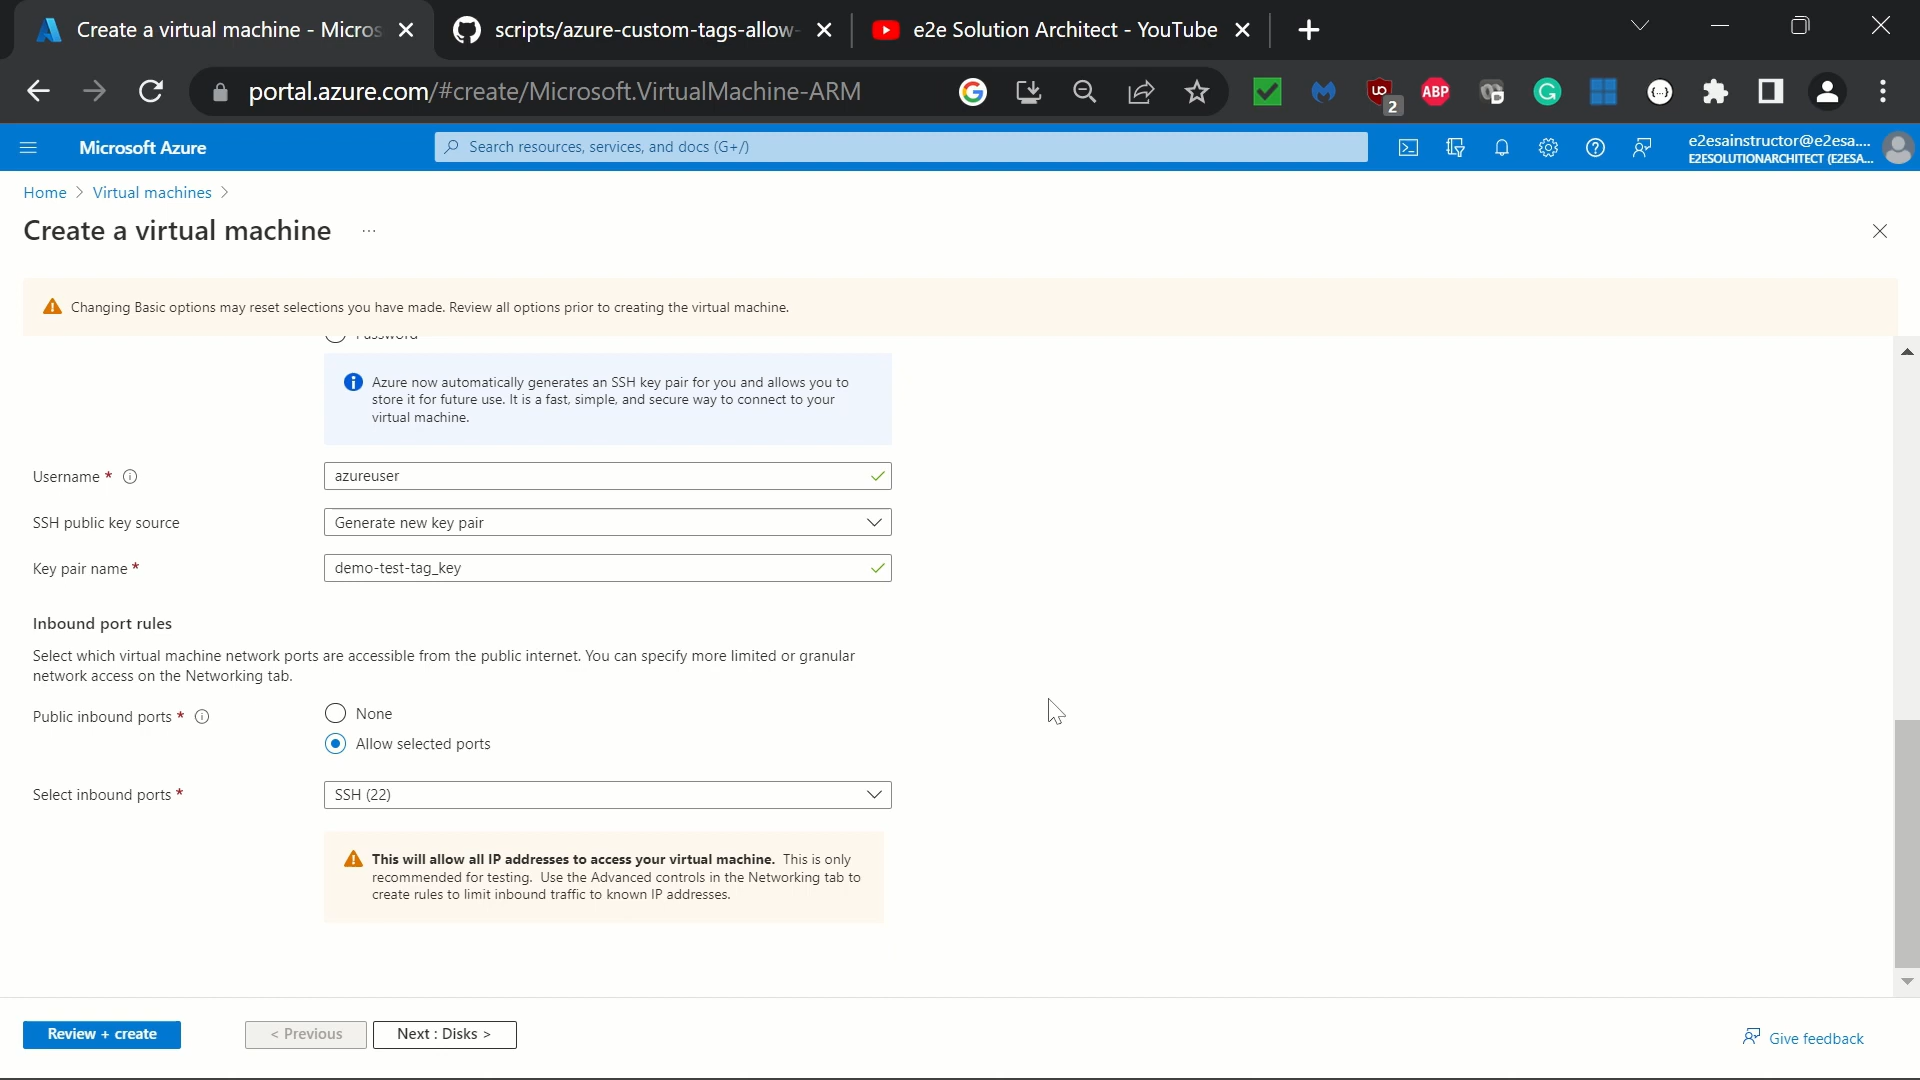 Create a virtual machine - Micros
scripts/azure-custom-tags-allow-
e2e Solution Architect - YouTube
portal.azure.com/#create/Microsoft.VirtualMachine-ARM
2
ABP
Microsoft Azure
Search resources, services, and docs (G+/)
e2esainstructor@e2esa....
E2ESOLUTIONARCHITECT (E2ESA...
Home > Virtual machines >
Create a virtual machine ...
Changing Basic options may reset selections you have made. Review all options prior to creating the virtual machine.
Password
Azure now automatically generates an SSH key pair for you and allows you to
store it for future use. It is a fast, simple, and secure way to connect to your
virtual machine.
Username *
azureuser
SSH public key source
Generate new key pair
Key pair name *
demo-test-tag_key
Inbound port rules
Select which virtual machine network ports are accessible from the public internet. You can specify more limited or granular
network access on the Networking tab.
Public inbound ports *
None
Allow selected ports
Select inbound ports *
SSH (22)
This will allow all IP addresses to access your virtual machine. This is only
recommended for testing. Use the Advanced controls in the Networking tab to
create rules to limit inbound traffic to known IP addresses.
Review + create
< Previous
Next : Disks >
Give feedback